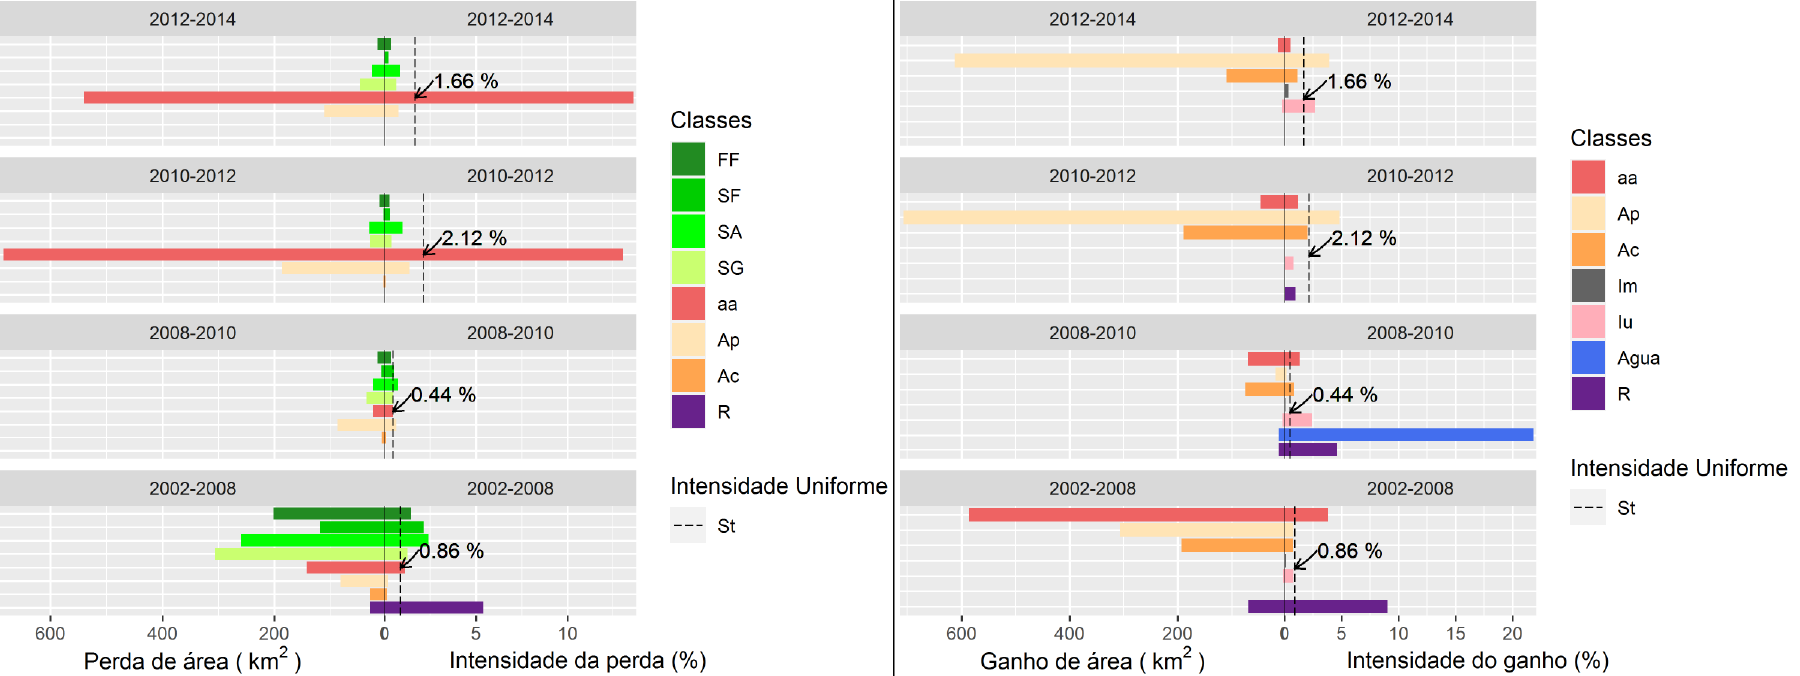 2012-2014 2012-2014
1.66 %
2010-2012 2010-2012
2.12 %
2008-2010 2008-2010
0.44 %
2002-2008 2002-2008
0.86 %
600 400 200 0 0 5 10
Perda de área ( km² ) Intensidade da perda (%)
Classes
FF
SF
SA
SG
aa
Ap
Ac
R
Intensidade Uniforme
St
2012-2014 2012-2014
1.66 %
2010-2012 2010-2012
2.12 %
2008-2010 2008-2010
0.44 %
2002-2008 2002-2008
0.86 %
600 400 200 0 0 5 10 15 20
Ganho de área ( km² ) Intensidade do ganho (%)
Classes
aa
Ap
Ac
Im
Iu
Agua
R
Intensidade Uniforme
St